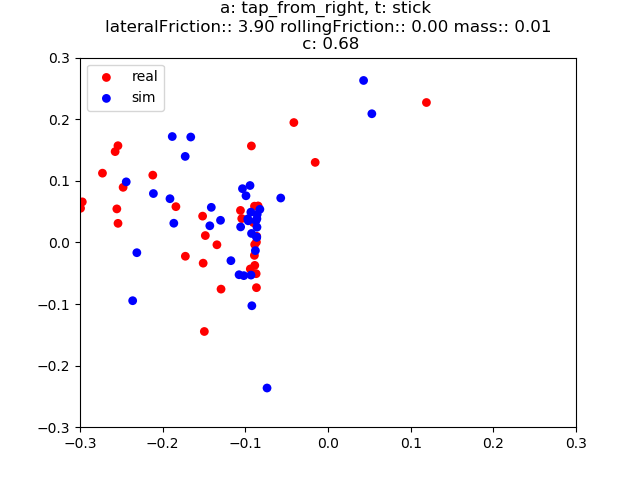 a: tap_from_right, t: stick
lateralFriction:: 3.90 rollingFriction:: 0.00 mass:: 0.01
c: 0.68
real
sim
0.3
0.2
0.1
0.0
−0.1
−0.2
−0.3
−0.3 −0.2 −0.1 0.0 0.1 0.2 0.3